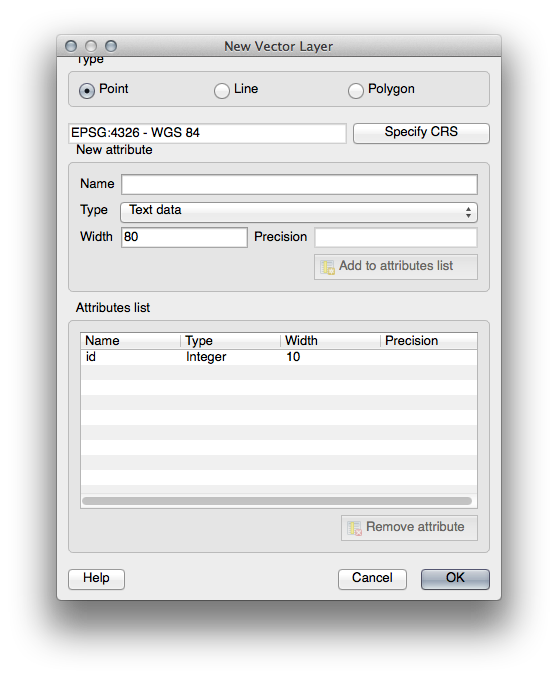 New Vector Layer
Type
Point Line Polygon
EPSG:4326 - WGS 84 Specify CRS
New attribute
Name
Type Text data
Width 80 Precision
Add to attributes list
Attributes list
Name Type Width Precision
id Integer 10
Remove attribute
Help Cancel OK